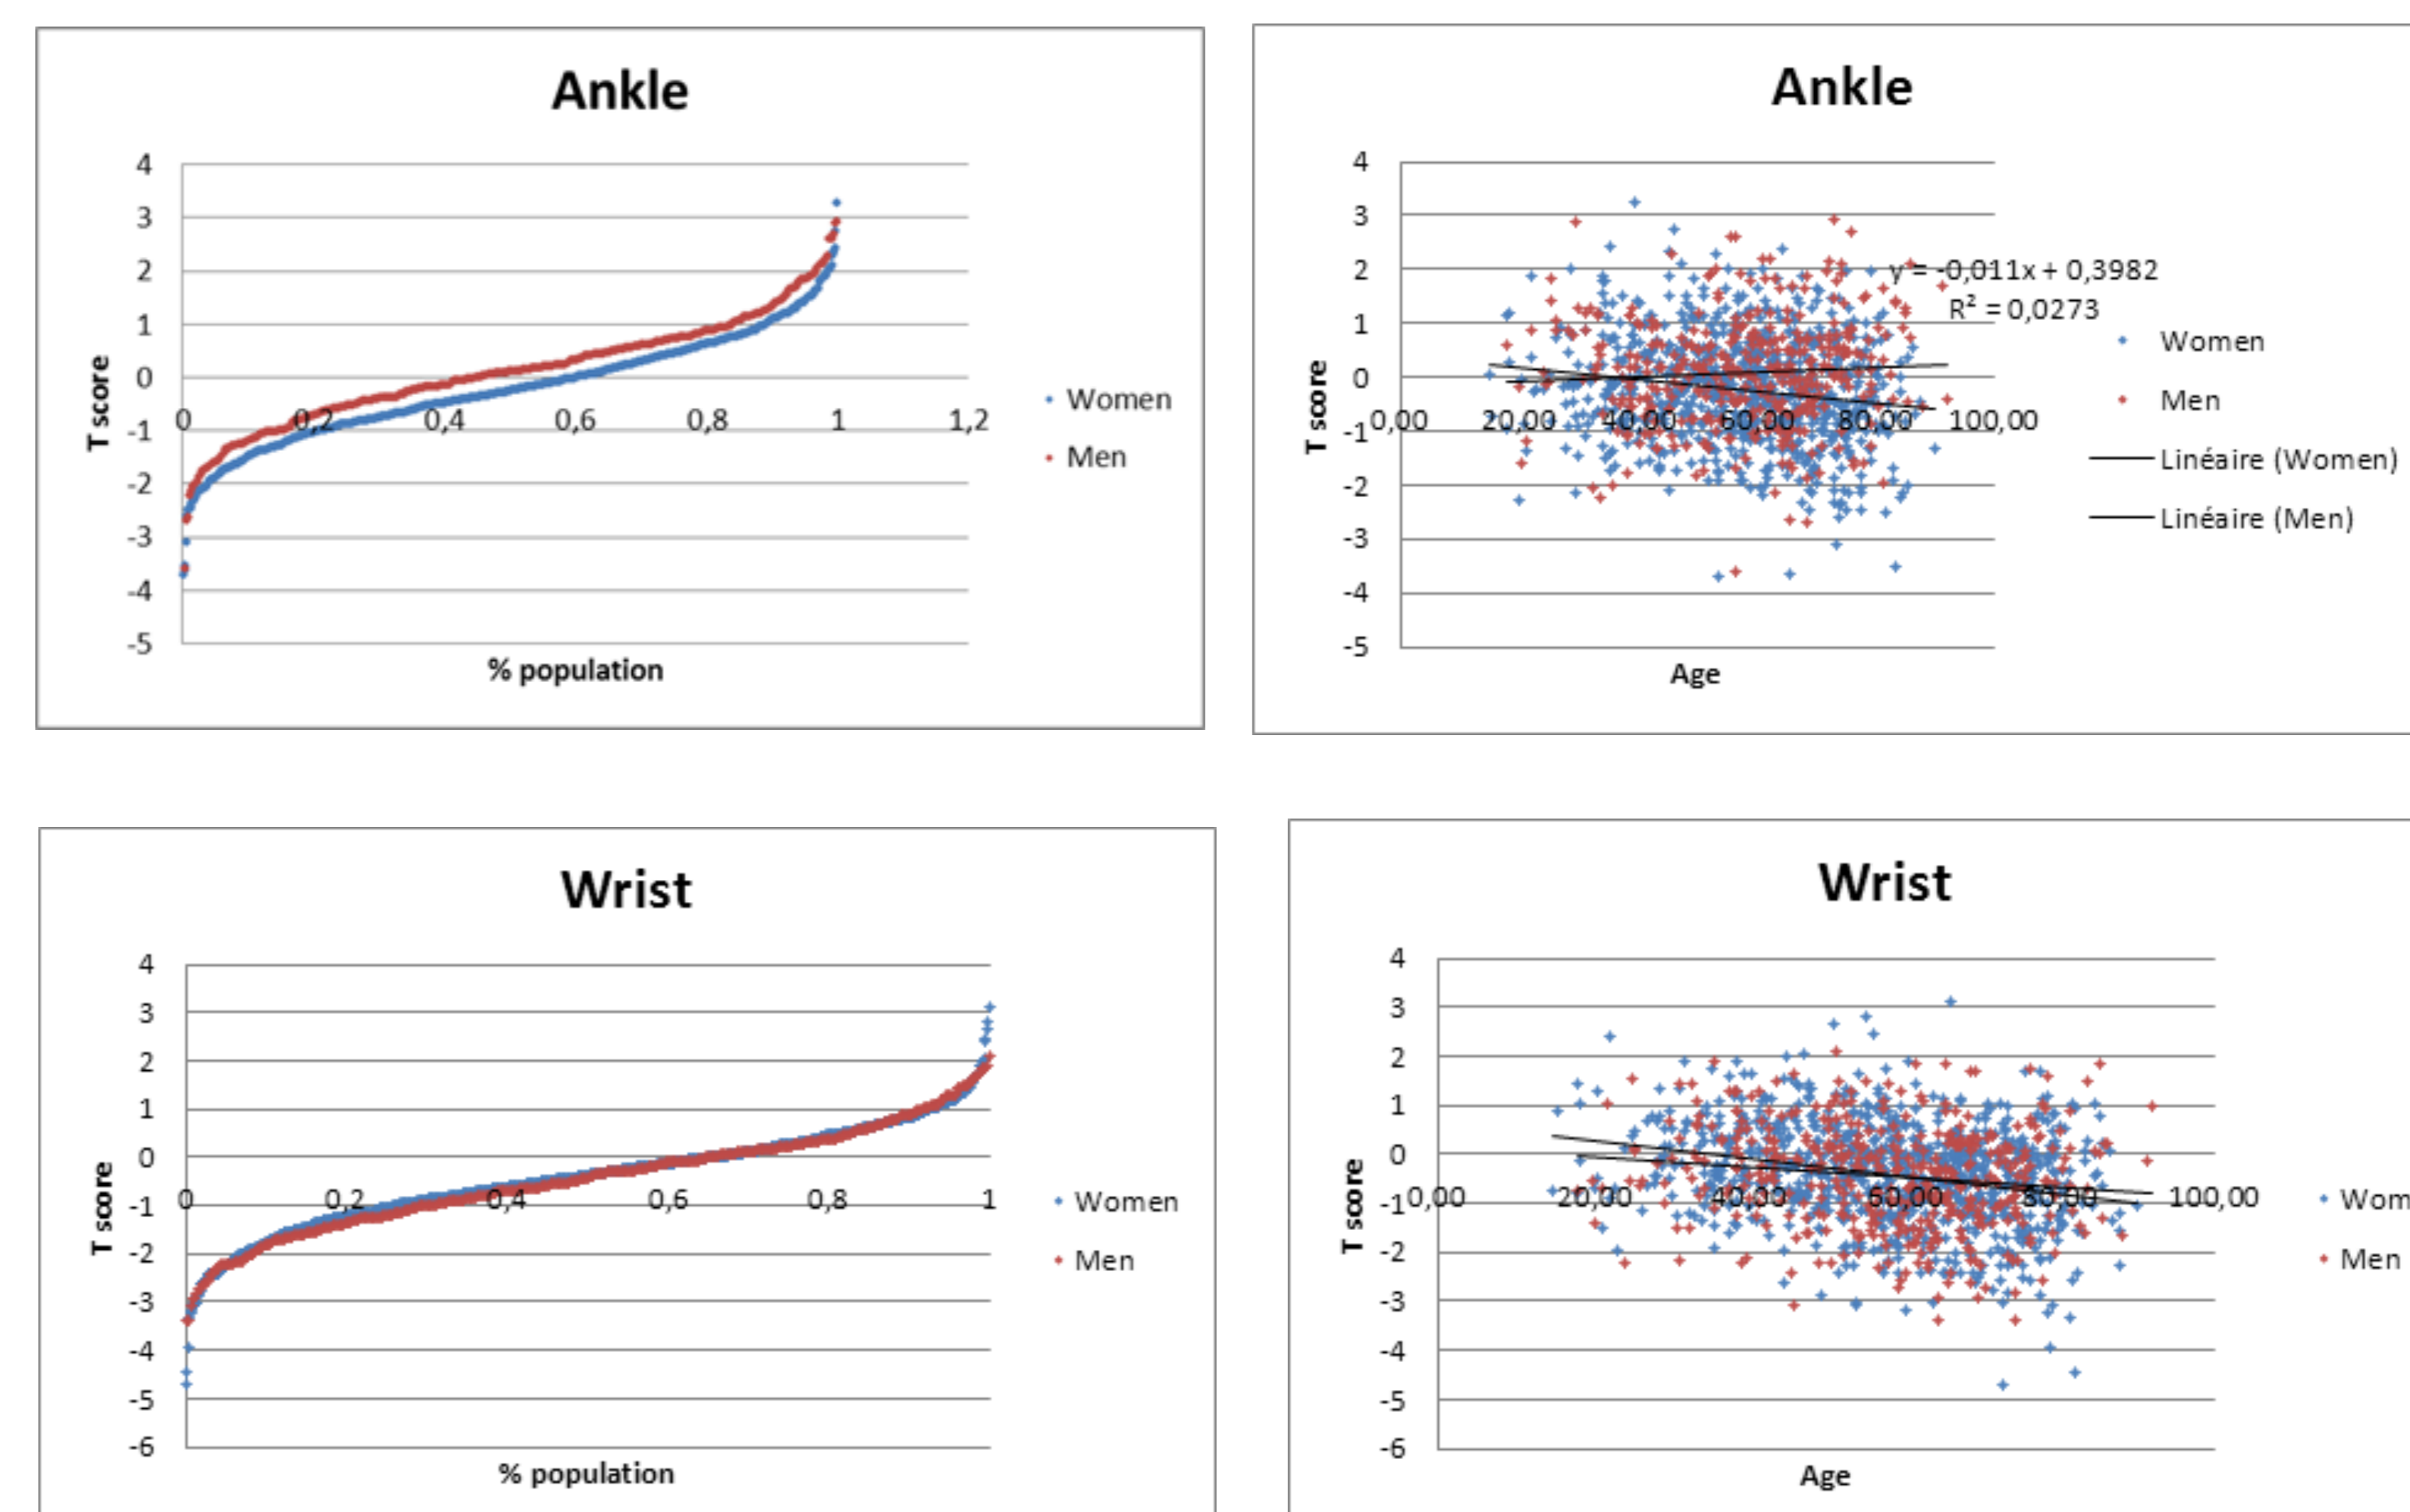 Ankle
4
3
2
1
0
-1
-2
-3
-4
-5
0 0,2 0,4 0,6 0,8 1 1,2
T score
% population
Women
Men
Ankle
4
3
2
1
0
-1
-2
-3
-4
-5
0,00 20,00 40,00 60,00 80,00 100,00
T score
Age
y = -0,011x + 0,3982
R² = 0,0273
Women
Men
Linéaire (Women)
Linéaire (Men)
Wrist
4
3
2
1
0
-1
-2
-3
-4
-5
-6
0 0,2 0,4 0,6 0,8 1
T score
% population
Women
Men
Wrist
4
3
2
1
0
-1
-2
-3
-4
-5
-6
0,00 20,00 40,00 60,00 80,00 100,00
T score
Age
Wom
Men